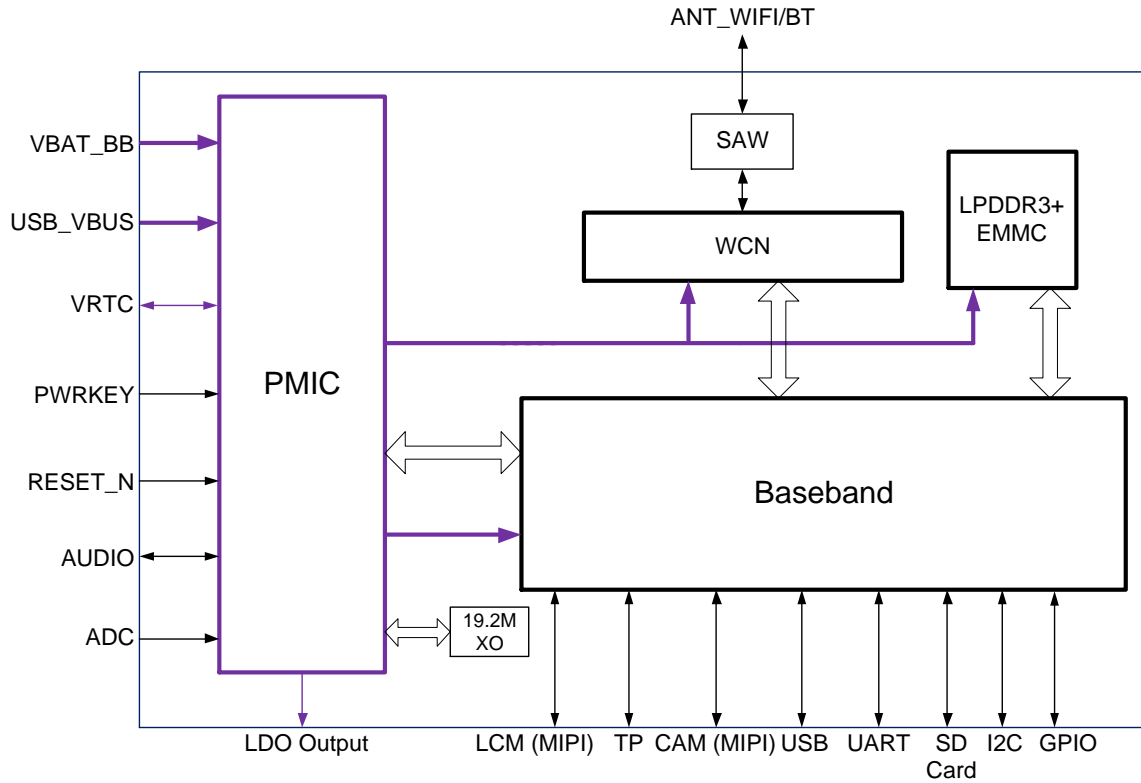 ANT_WIFI/BT
SAW
WCN
LPDDR3+
EMMC
VBAT_BB
USB_VBUS
VRTC
PWRKEY
RESET_N
AUDIO
ADC
PMIC
Baseband
19.2M
XO
LDO Output
LCM (MIPI)
TP
CAM (MIPI)
USB
UART
SD
Card
I2C
GPIO